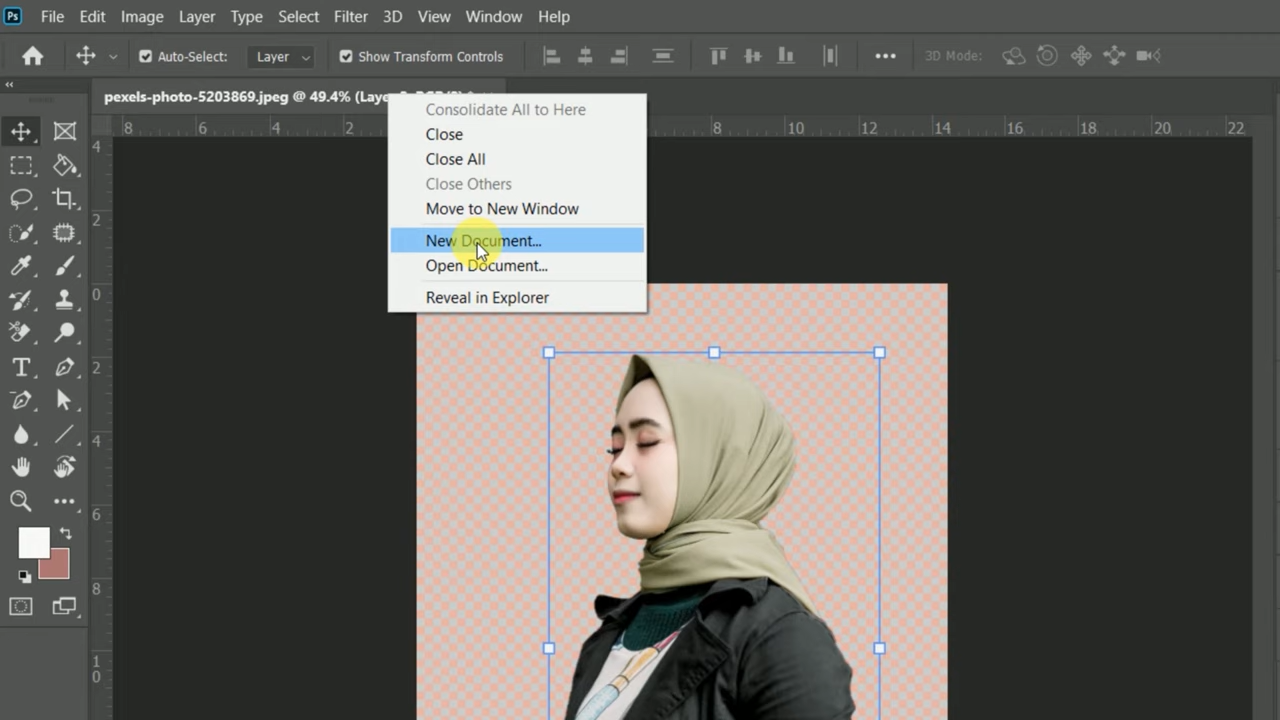 Ps File Edit Image Layer Type Select Filter 3D View Window Help
Auto-Select: Layer Show Transform Controls 3D Mode:
pexels-photo-5203869.jpeg @ 49.4%
8 6 4 2 8 10 12 14 16 18 20 22
Consolidate All to Here
Close
Close All
Close Others
Move to New Window
New Document...
Open Document...
Reveal in Explorer
4
2
0
2
4
6
8
1
0